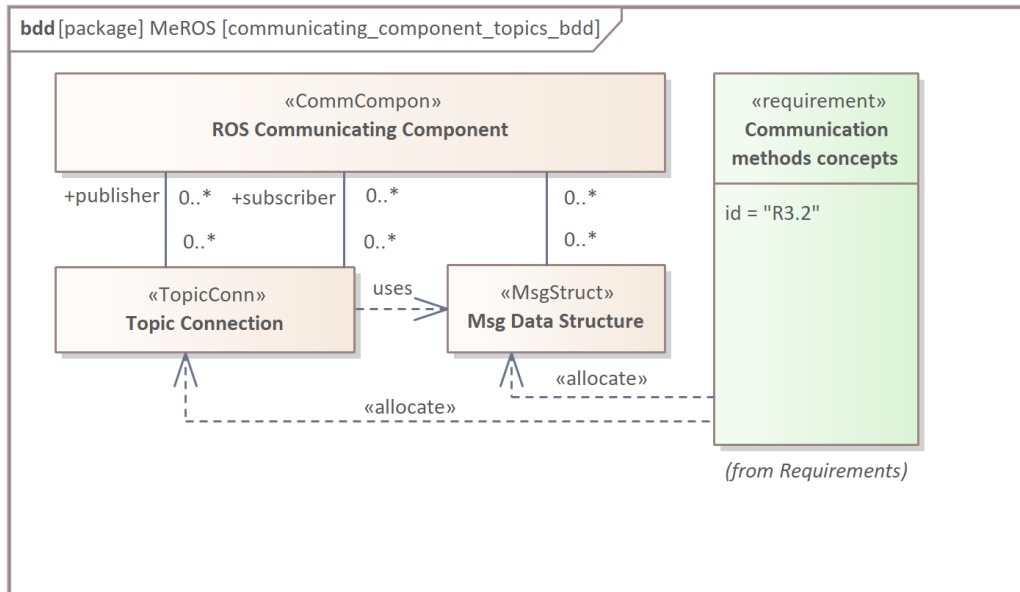 bdd [package] MeROS [communicating_component_topics_bdd]
«CommCompon»
ROS Communicating Component
«requirement»
Communication
methods concepts
id = "R3.2"
+publisher 0..* +subscriber 0..* 0..*
0..* 0..* 0..*
«TopicConn»
Topic Connection
uses
«MsgStruct»
Msg Data Structure
«allocate»
«allocate»
(from Requirements)